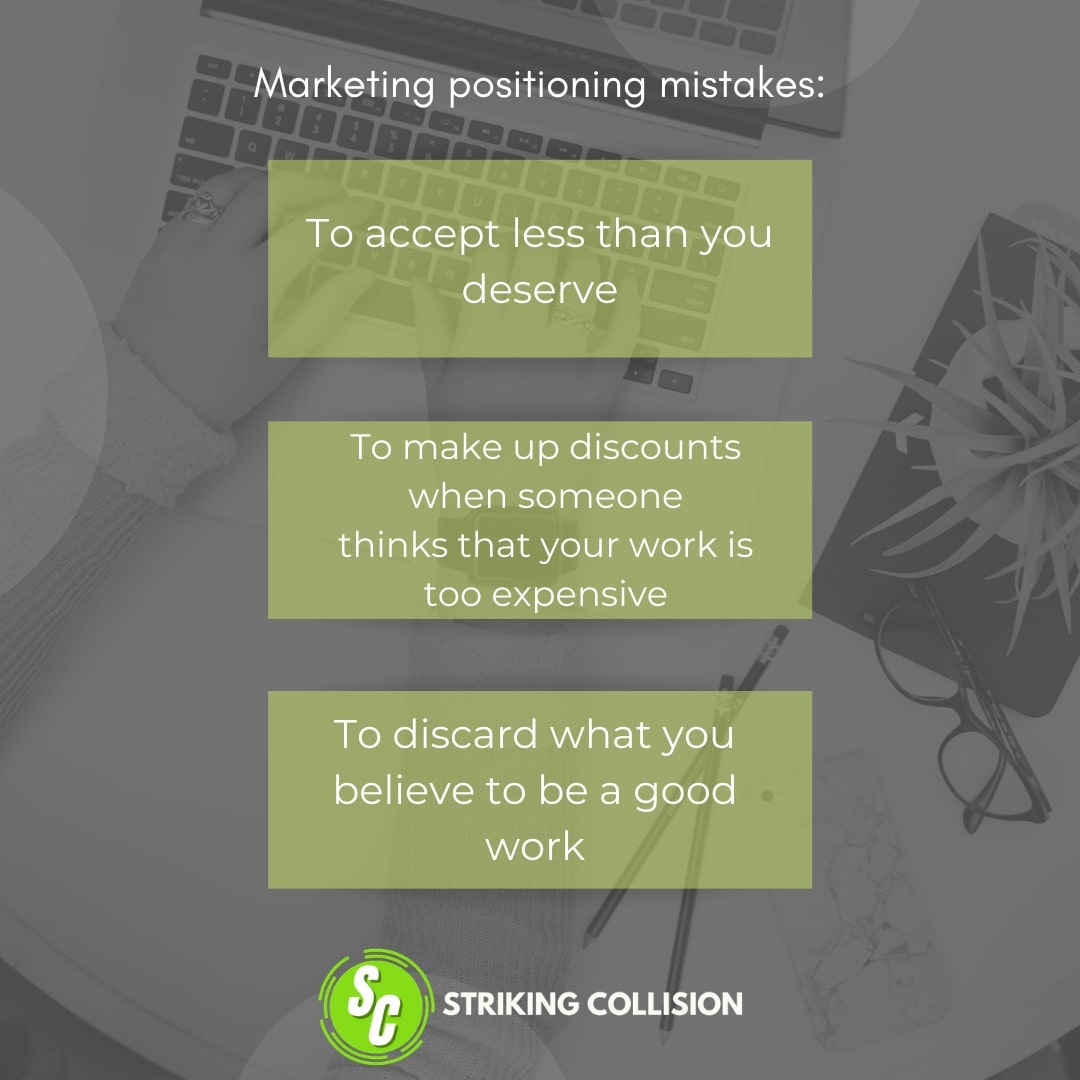 Marketing positioning mistakes:
To accept less than you
deserve
To make up discounts
when someone
thinks that your work is
too expensive
To discard what you
believe to be a good
work
SC
STRIKING COLLISION